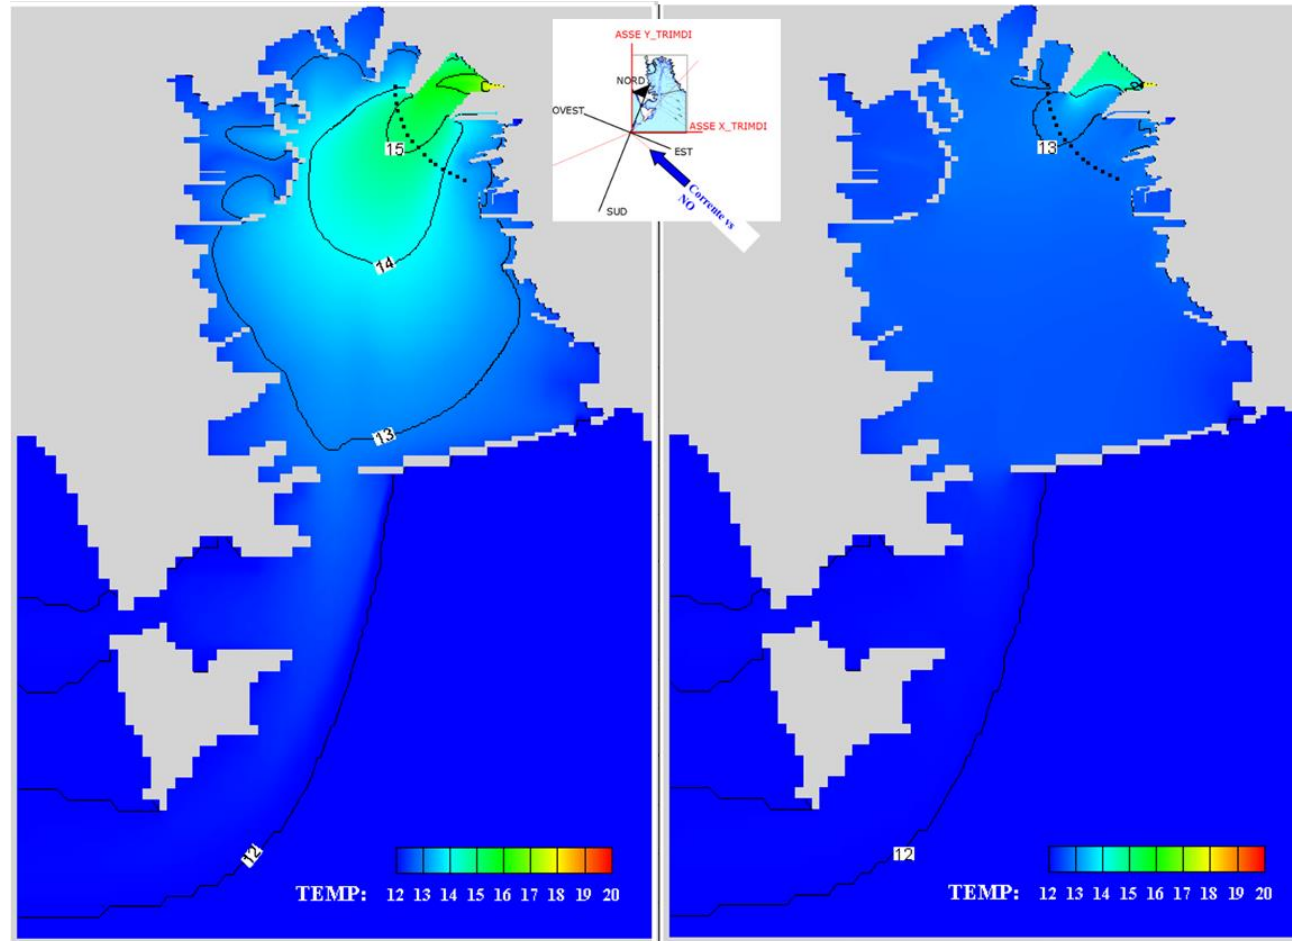 ASSE Y_TRIMDI
NORD
OVEST
ASSE X_TRIMDI
EST
SUD
Corrente vs
NO
15
14
13
12
TEMP: 12 13 14 15 16 17 18 19 20
13
12
TEMP: 12 13 14 15 16 17 18 19 20